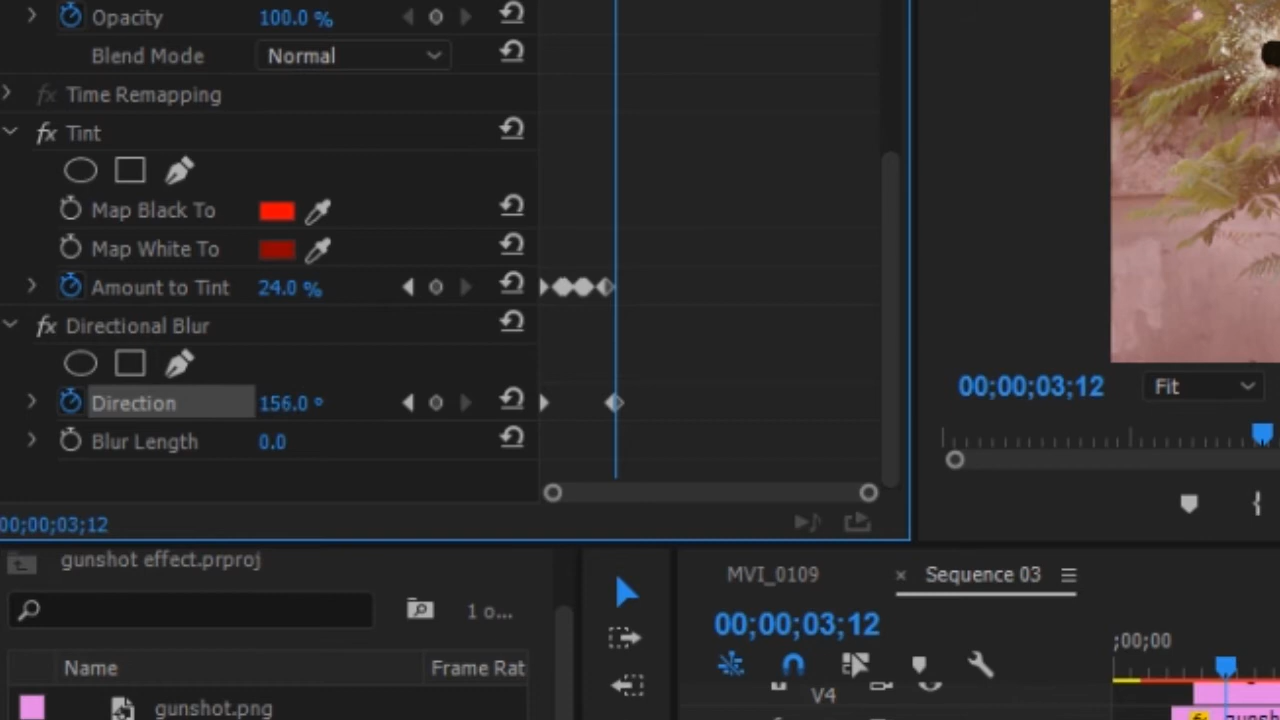 Opacity 100.0 %
Blend Mode Normal
fx Time Remapping
fx Tint
Map Black To
Map White To
Amount to Tint 24.0 %
fx Directional Blur
Direction 156.0 °
Blur Length 0.0
00;00;03;12
00;00;03;12 Fit
gunshot effect.prproj
1 o...
Name Frame Rat
gunshot.png
MVI_0109 × Sequence 03
00;00;03;12
;00;00
V4